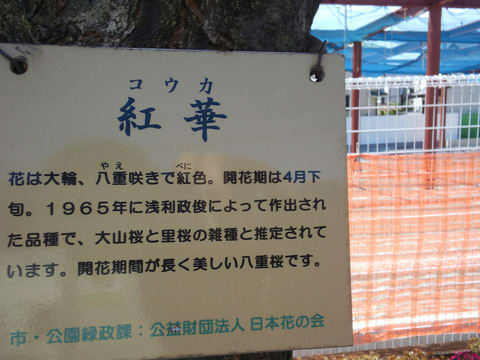 コウカ
紅華
花は大輪、八重咲きで紅色。開花期は4月下
やえ
べに
旬。1965年に浅利政俊によって作出され
た品種で、大山桜と里桜の雑種と推定されて
います。開花期間が長く美しい八重桜です。
市・公園緑政課：公益財団法人 日本花の会